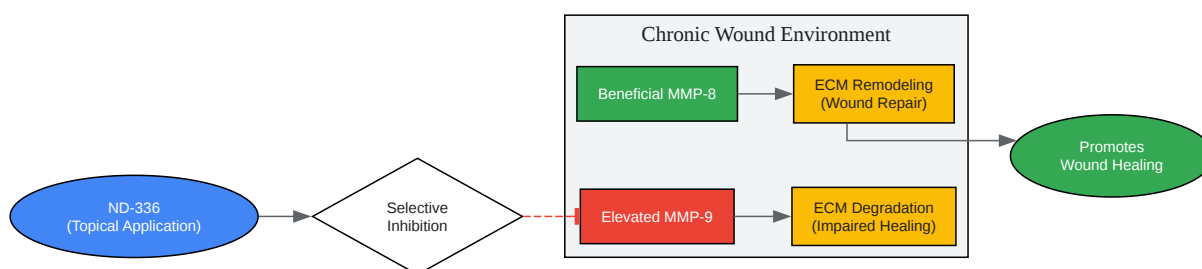 Chronic Wound Environment
Beneficial MMP-8
ECM Remodeling
(Wound Repair)
Promotes
Wound Healing
ND-336
(Topical Application)
Selective
Inhibition
Elevated MMP-9
ECM Degradation
(Impaired Healing)